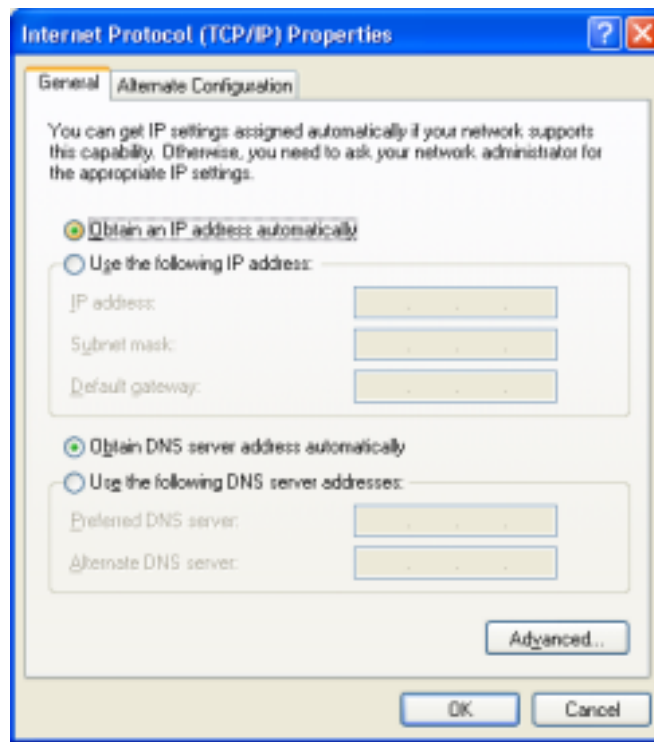 Internet Protocol (TCP/IP) Properties
General
Alternate Configuration
You can get IP settings assigned automatically if your network supports
this capability. Otherwise, you need to ask your network administrator for
the appropriate IP settings.
Obtain an IP address automatically
Use the following IP address:
IP address:
Subnet mask:
Default gateway:
Obtain DNS server address automatically
Use the following DNS server addresses:
Preferred DNS server:
Alternate DNS server:
Advanced...
OK
Cancel